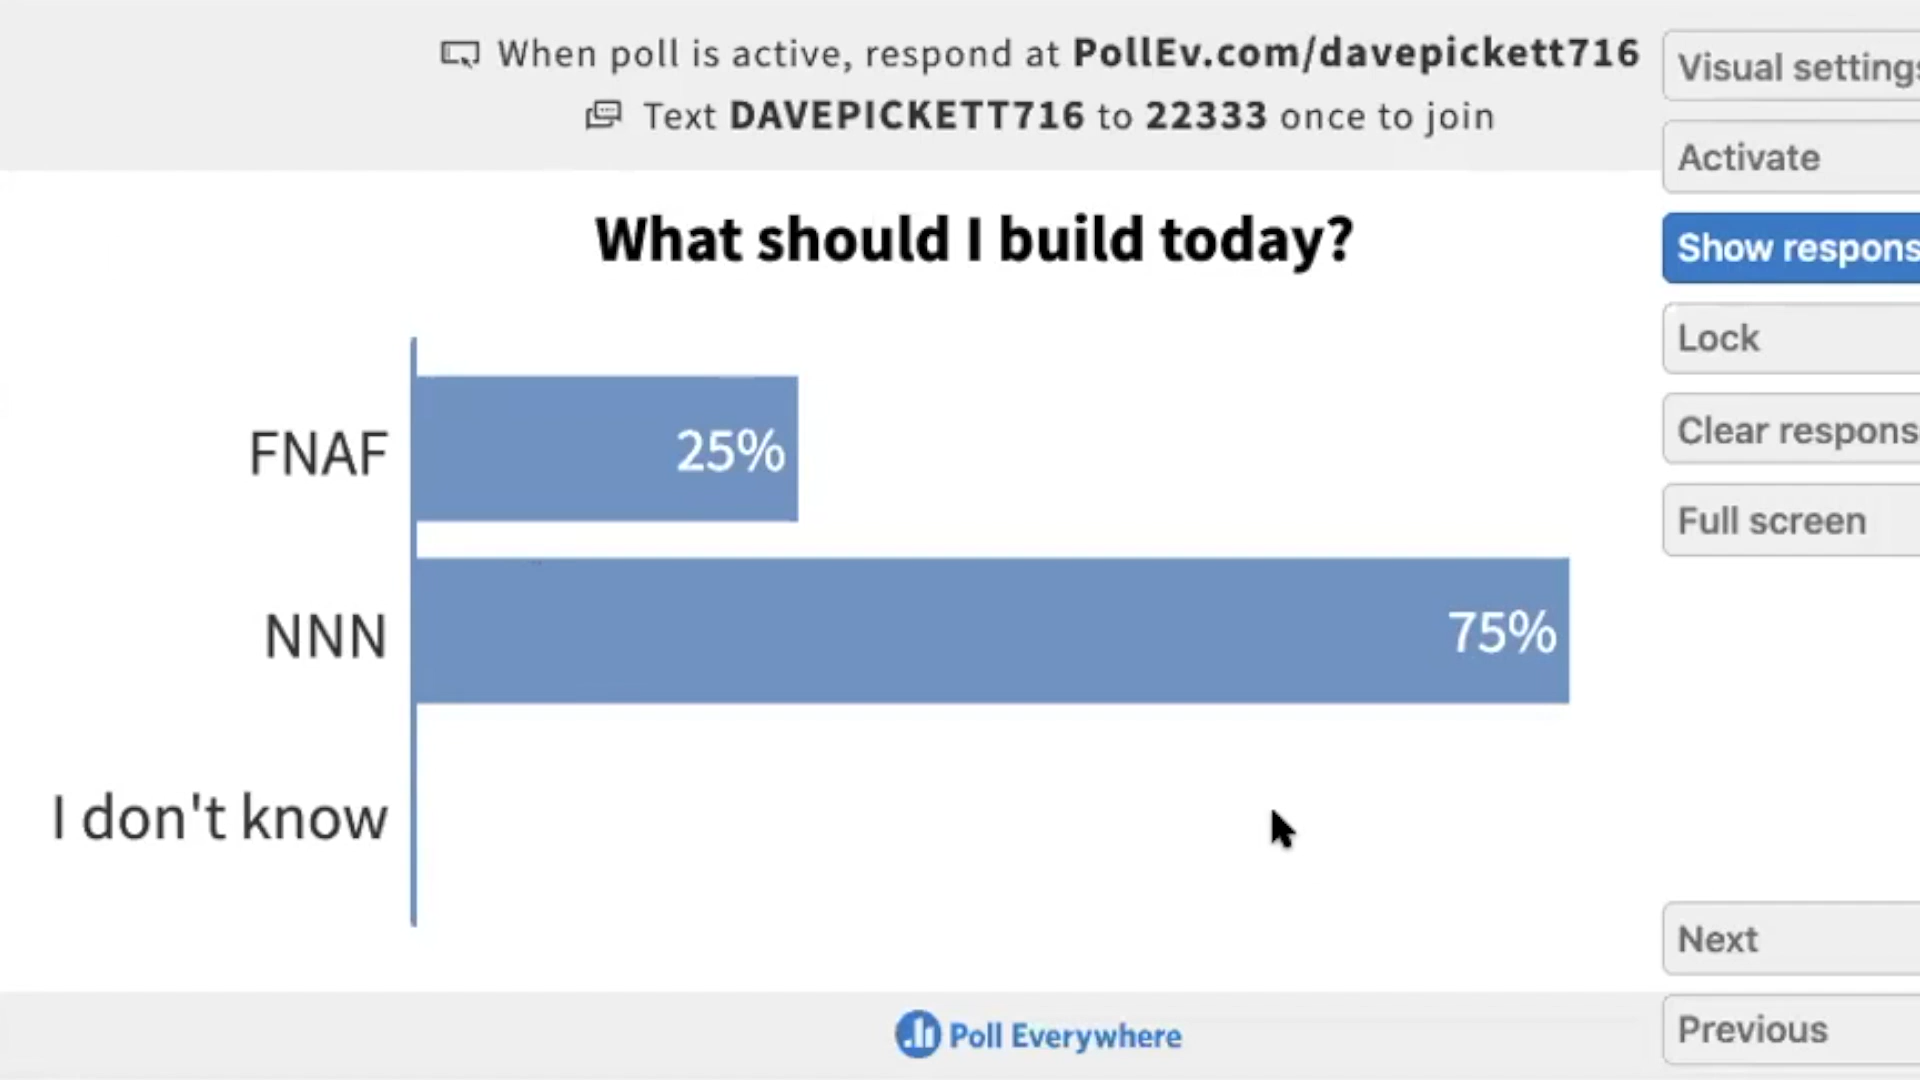 When poll is active, respond at PollEv.com/davepickett716
Text DAVEPICKETT716 to 22333 once to join
What should I build today?
FNAF
25%
NNN
75%
I don't know
Poll Everywhere
Visual settings
Activate
Show respons
Lock
Clear respons
Full screen
Next
Previous